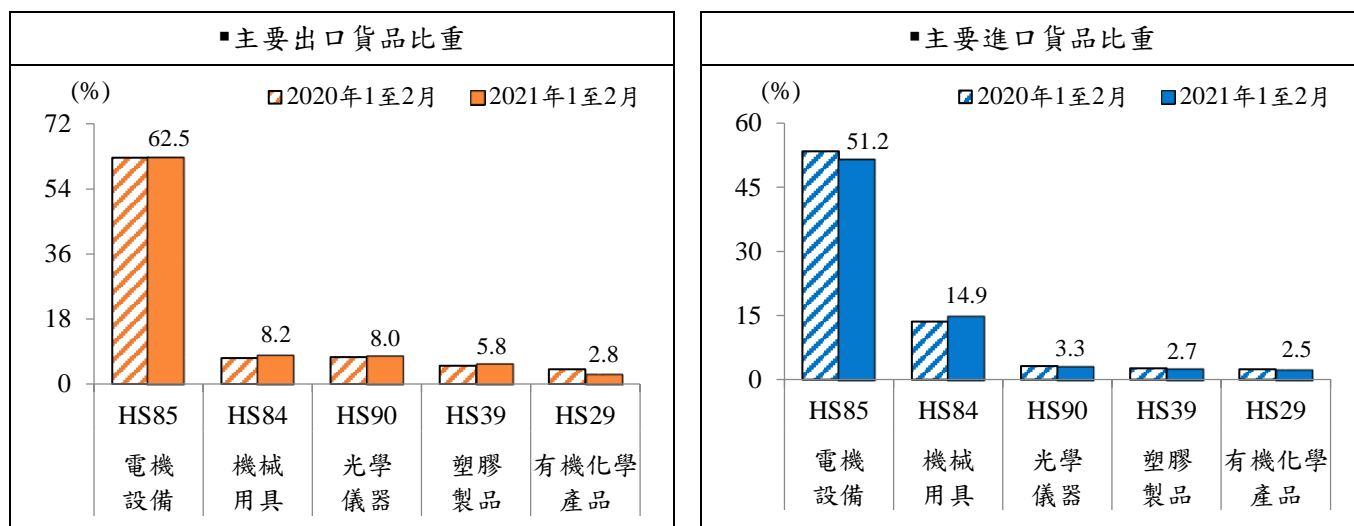 ▪主要出口貨品比重
(%)
2020年1至2月 2021年1至2月
72
54
36
18
0
62.5
8.2
8.0
5.8
2.8
HS85 HS84 HS90 HS39 HS29
電機 機械 光學 塑膠 有機化學
設備 用具 儀器 製品 產品
▪主要進口貨品比重
(%)
2020年1至2月 2021年1至2月
60
45
30
15
0
51.2
14.9
3.3
2.7
2.5
HS85 HS84 HS90 HS39 HS29
電機 機械 光學 塑膠 有機化學
設備 用具 儀器 製品 產品